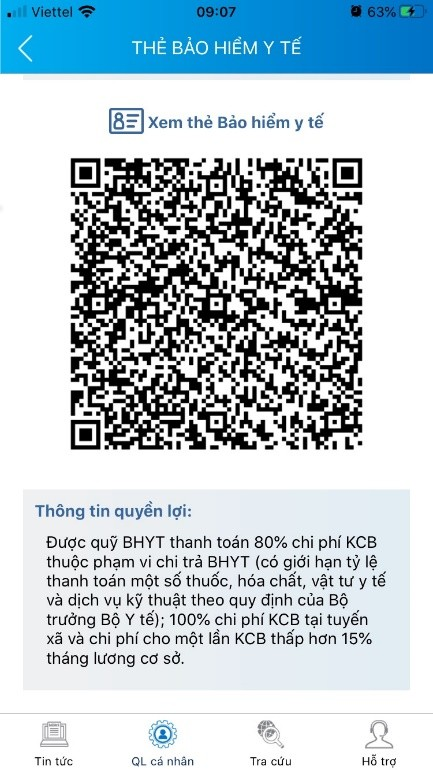 Viettel 09:07 63%
THẺ BẢO HIỂM Y TẾ
Xem thẻ Bảo hiểm y tế
Thông tin quyền lợi:
Được quỹ BHYT thanh toán 80% chi phí KCB
thuộc phạm vi chi trả BHYT (có giới hạn tỷ lệ
thanh toán một số thuốc, hóa chất, vật tư y tế
và dịch vụ kỹ thuật theo quy định của Bộ
trưởng Bộ Y tế); 100% chi phí KCB tại tuyến
xã và chi phí cho một lần KCB thấp hơn 15%
tháng lương cơ sở.
Tin tức QL cá nhân Tra cứu Hỗ trợ